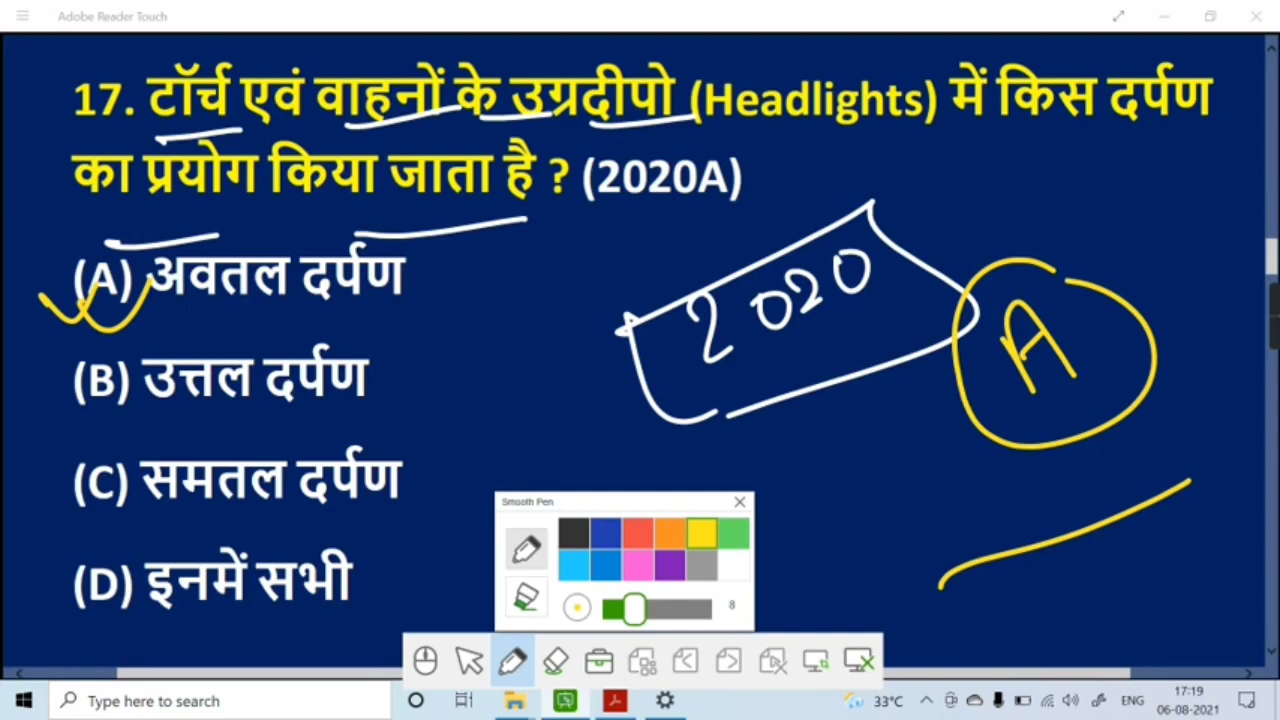 Adobe Reader Touch
17. टॉर्च एवं वाहनों के उग्रदीपो (Headlights) में किस दर्पण
का प्रयोग किया जाता है ? (2020A)
(A) अवतल दर्पण
2020
A
(B) उत्तल दर्पण
(C) समतल दर्पण
Smooth Pen
(D) इनमें सभी
8
Type here to search
33°C
ENG
17:19
06-08-2021